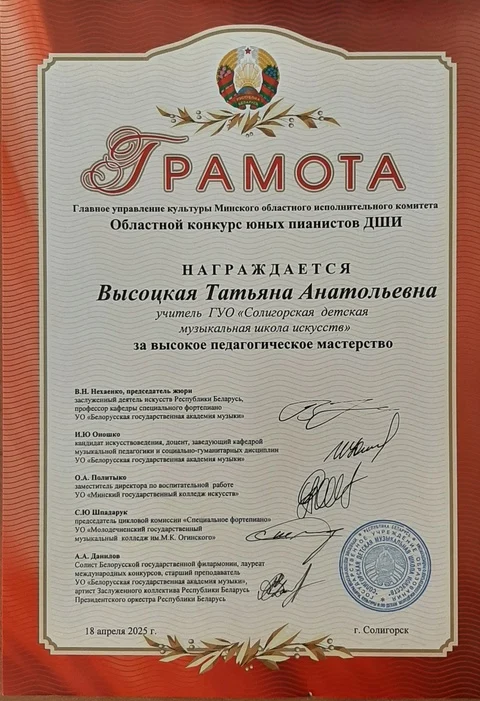 ГРАМОТА
Главное управление культуры Минского областного исполнительного комитета
Областной конкурс юных пианистов ДШИ
НАГРАЖДАЕТСЯ
Высоцкая Татьяна Анатольевна
учитель ГУО «Солигорская детская
музыкальная школа искусств»
за высокое педагогическое мастерство
В.Н. Нехаенко, председатель жюри
заслуженный деятель искусств Республики Беларусь,
профессор кафедры специального фортепиано
УО «Белорусская государственная академия музыки»
И.Ю Оношко
кандидат искусствоведения, доцент, заведующий кафедрой
музыкальной педагогики и социально-гуманитарных дисциплин
УО «Белорусская государственная академия музыки»
О.А. Политыко
заместитель директора по воспитательной работе
УО «Минский государственный колледж искусств»
С.Ю Шпадарук
председатель цикловой комиссии «Специальное фортепиано»
УО «Молодечненский государственный
музыкальный колледж им.М.К. Огинского»
А.А. Данилов
Солист Белорусской государственной филармонии, лауреат
международных конкурсов, старший преподаватель
УО «Белорусская государственная академия музыки»,
артист Заслуженного коллектива Республики Беларусь
Президентского оркестра Республики Беларусь
18 апреля 2025 г.
г. Солигорск